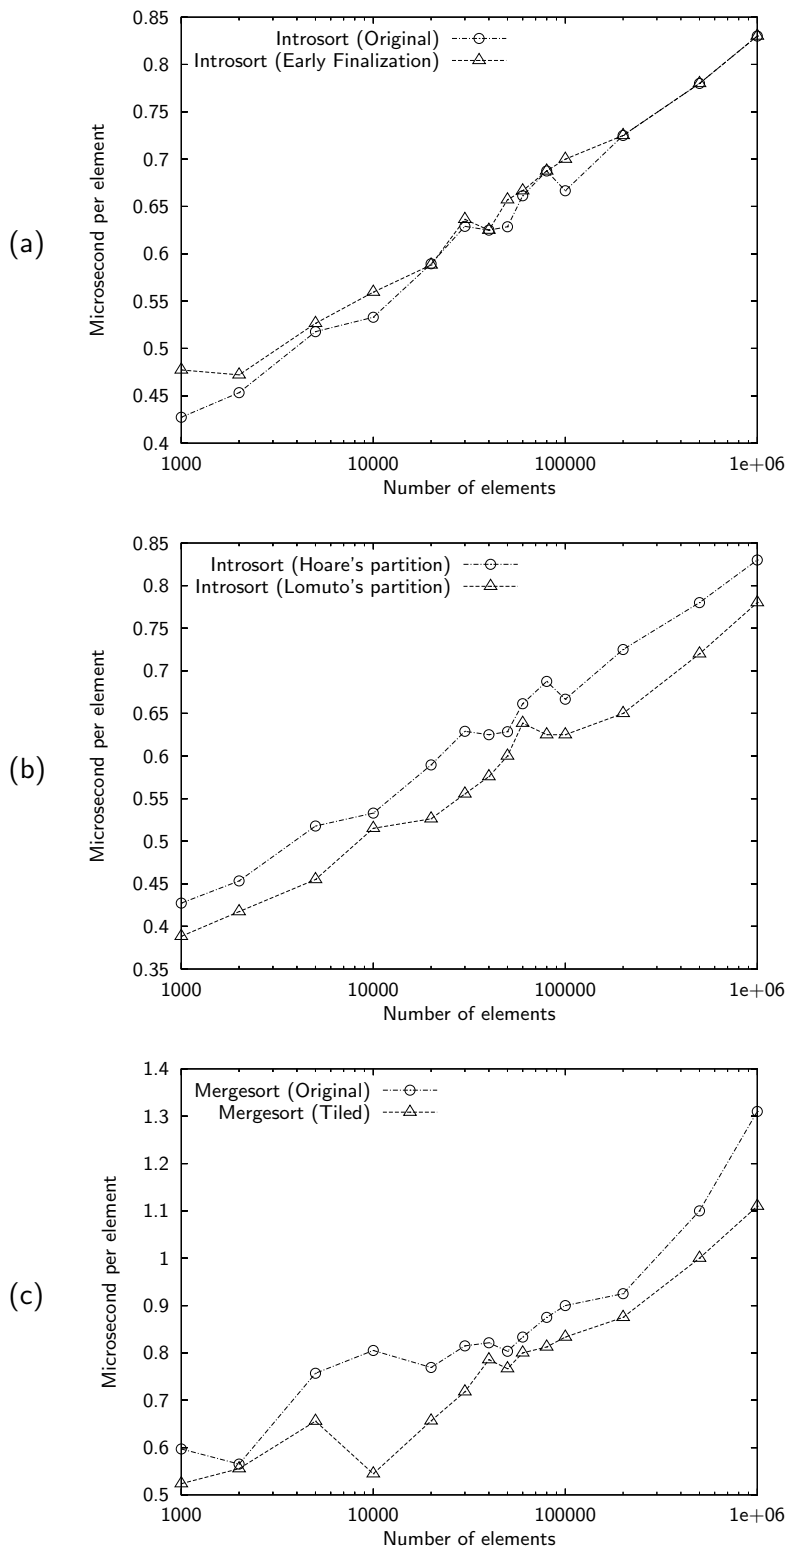 (a)
Microsecond per element
0.85
0.8
0.75
0.7
0.65
0.6
0.55
0.5
0.45
0.4
Introsort (Original)
Introsort (Early Finalization)
1000 10000 100000 1e+06
Number of elements
(b)
Microsecond per element
0.85
0.8
0.75
0.7
0.65
0.6
0.55
0.5
0.45
0.4
0.35
Introsort (Hoare's partition)
Introsort (Lomuto's partition)
1000 10000 100000 1e+06
Number of elements
(c)
Microsecond per element
1.4
1.3
1.2
1.1
1
0.9
0.8
0.7
0.6
0.5
Mergesort (Original)
Mergesort (Tiled)
1000 10000 100000 1e+06
Number of elements